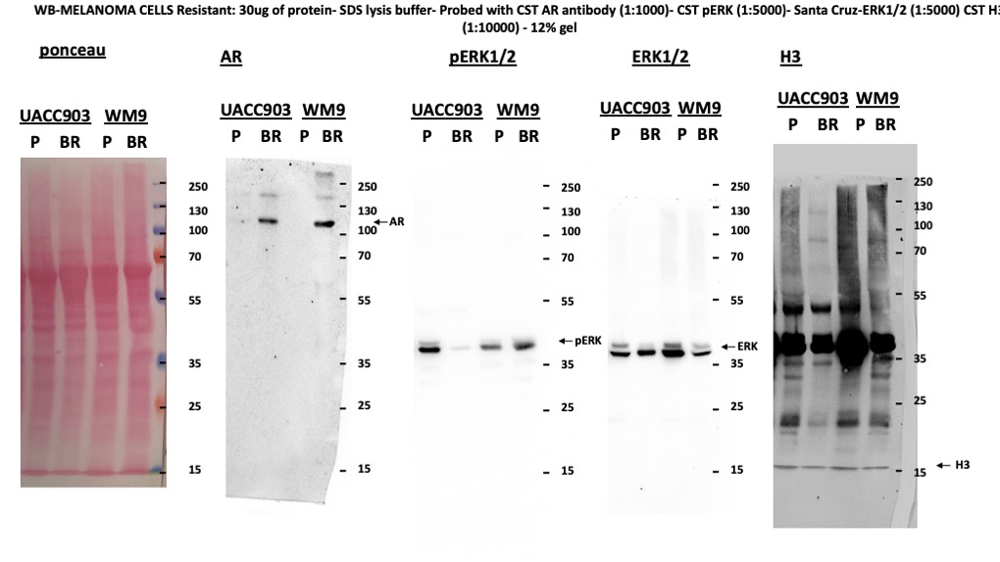 WB-MELANOMA CELLS Resistant: 30ug of protein- SDS lysis buffer- Probed with CST AR antibody (1:1000)- CST pERK (1:5000)- Santa Cruz-ERK1/2 (1:5000) CST H3
(1:10000) - 12% gel
ponceau
UACC903 WM9
P BR P BR
250
130
100
70
55
35
25
15
AR
UACC903 WM9
P BR P BR
250
130
100
←AR
70
55
35
25
15
pERK1/2
UACC903 WM9
P BR P BR
250
130
100
70
55
←pERK
35
25
15
ERK1/2
UACC903 WM9
P BR P BR
250
130
100
70
55
←ERK
35
25
15
H3
UACC903 WM9
P BR P BR
250
130
100
70
55
35
25
15
← H3